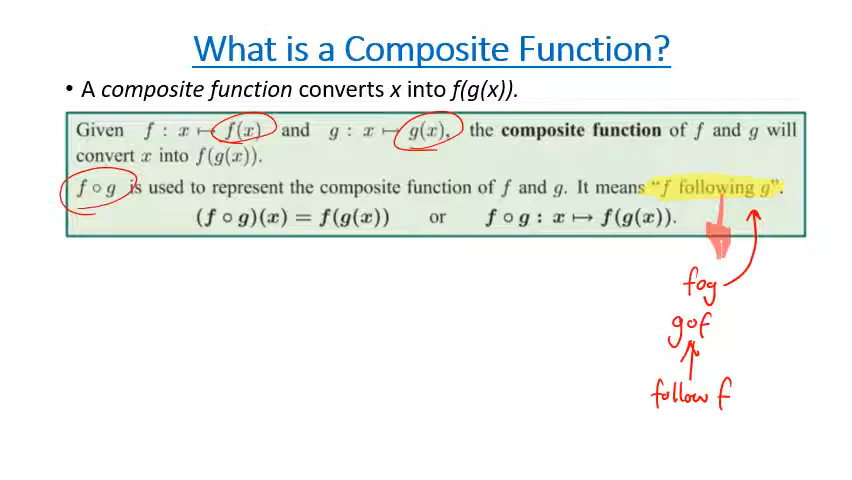 What is a Composite Function?
• A composite function converts x into f(g(x)).
Given f : x ↦ f(x) and g : x ↦ g(x), the composite function of f and g will
convert x into f(g(x)).
f ∘ g is used to represent the composite function of f and g. It means “f following g”.
(f ∘ g)(x) = f(g(x)) or f ∘ g : x ↦ f(g(x)).
fog
gof
follow f